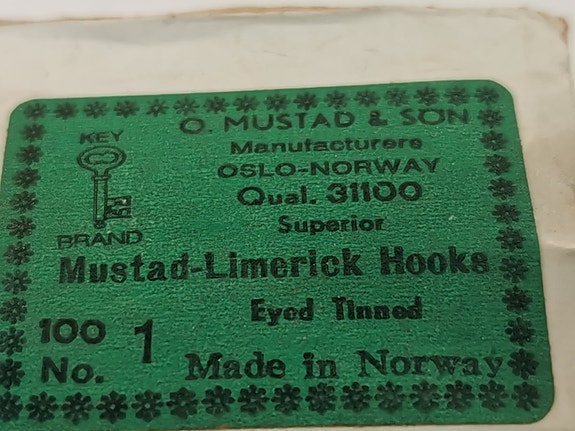 O. MUSTAD & SØN
KEY
BRAND
Manufacturers
OSLO-NORWAY
Qual. 31100
Superior
Mustad-Limerick Hooks
Eyed Tinned
100
No. 1
Made in Norway